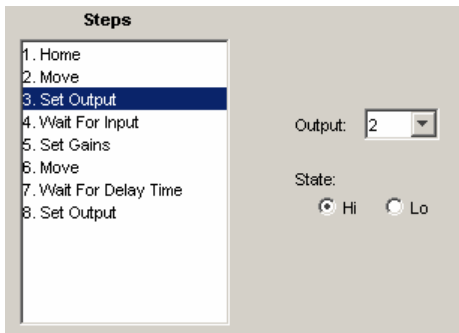 Steps
1. Home
2. Move
3. Set Output
4. Wait For Input
5. Set Gains
6. Move
7. Wait For Delay Time
8. Set Output
Output: 2
State:
Hi Lo